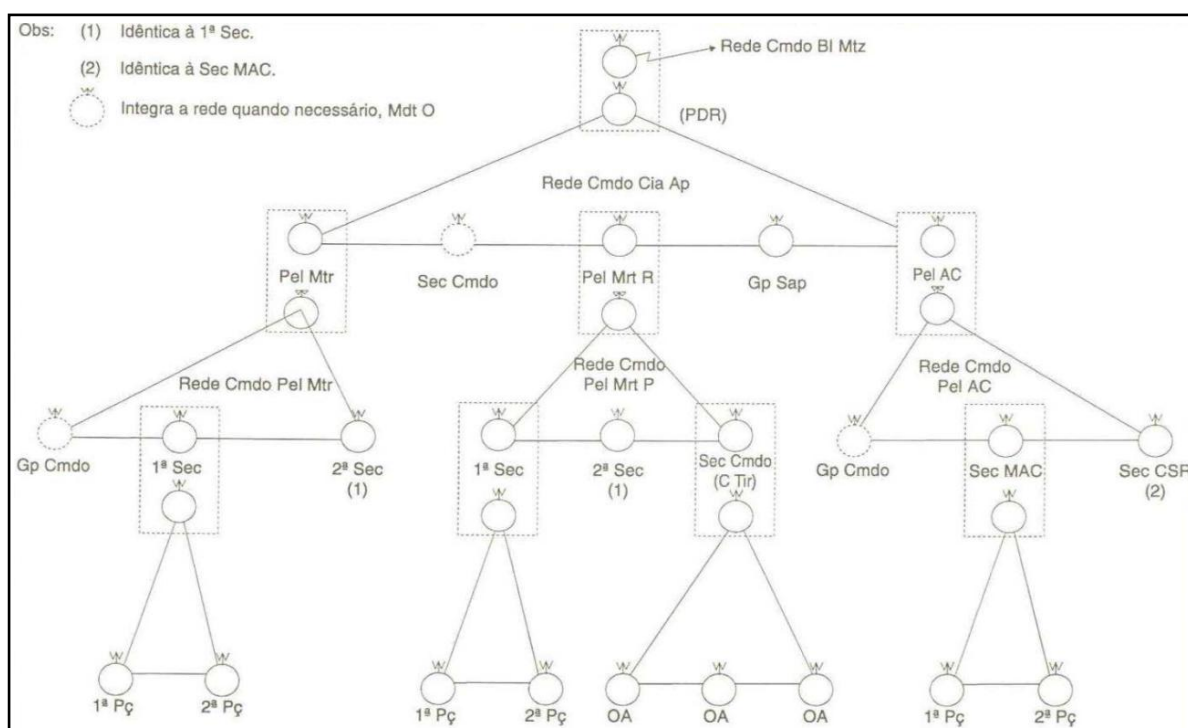 Obs: (1) Idêntica à 1ª Sec.
(2) Idêntica à Sec MAC.
Integra a rede quando necessário, Mdt O
Rede Cmdo BI Mtz
(PDR)
Rede Cmdo Cia Ap
Pel Mtr
Sec Cmdo
Pel Mrt R
Gp Sap
Pel AC
Rede Cmdo Pel Mtr
Rede Cmdo
Pel Mrt P
Rede Cmdo
Pel AC
Gp Cmdo
1ª Sec
2ª Sec
(1)
1ª Sec
2ª Sec
(1)
Sec Cmdo
(C Tir)
Gp Cmdo
Sec MAC
Sec CSR
(2)
1ª Pç
2ª Pç
1ª Pç
2ª Pç
OA
OA
OA
1ª Pç
2ª Pç